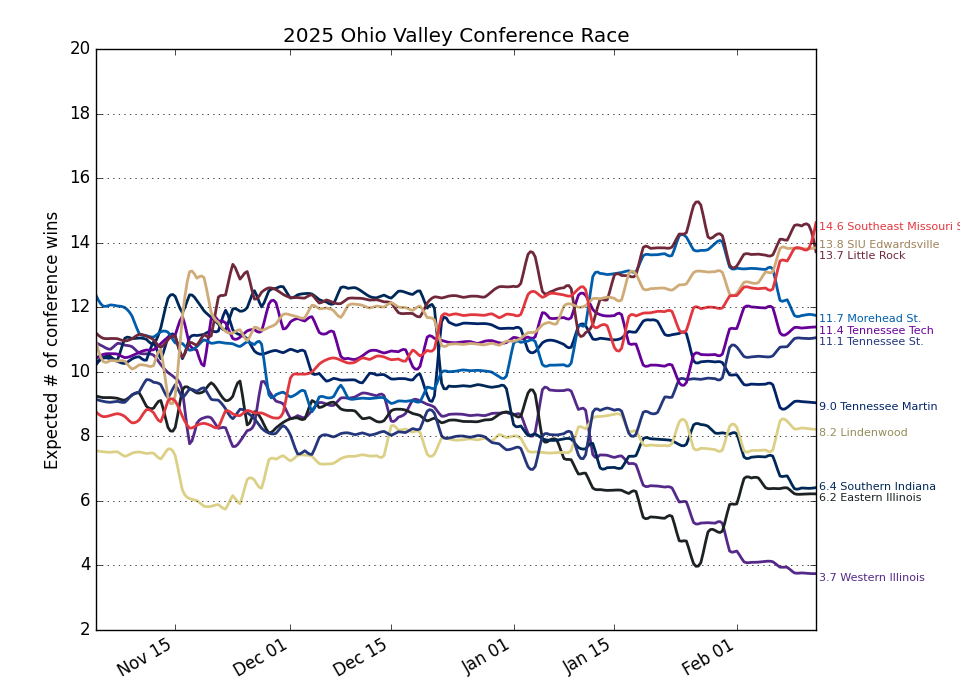 2025 Ohio Valley Conference Race
Expected # of conference wins
20
18
16
14
12
10
8
6
4
2
Nov 15
Dec 01
Dec 15
Jan 01
Jan 15
Feb 01
14.6 Southeast Missouri S
13.8 SIU Edwardsville
13.7 Little Rock
11.7 Morehead St.
11.4 Tennessee Tech
11.1 Tennessee St.
9.0 Tennessee Martin
8.2 Lindenwood
6.4 Southern Indiana
6.2 Eastern Illinois
3.7 Western Illinois